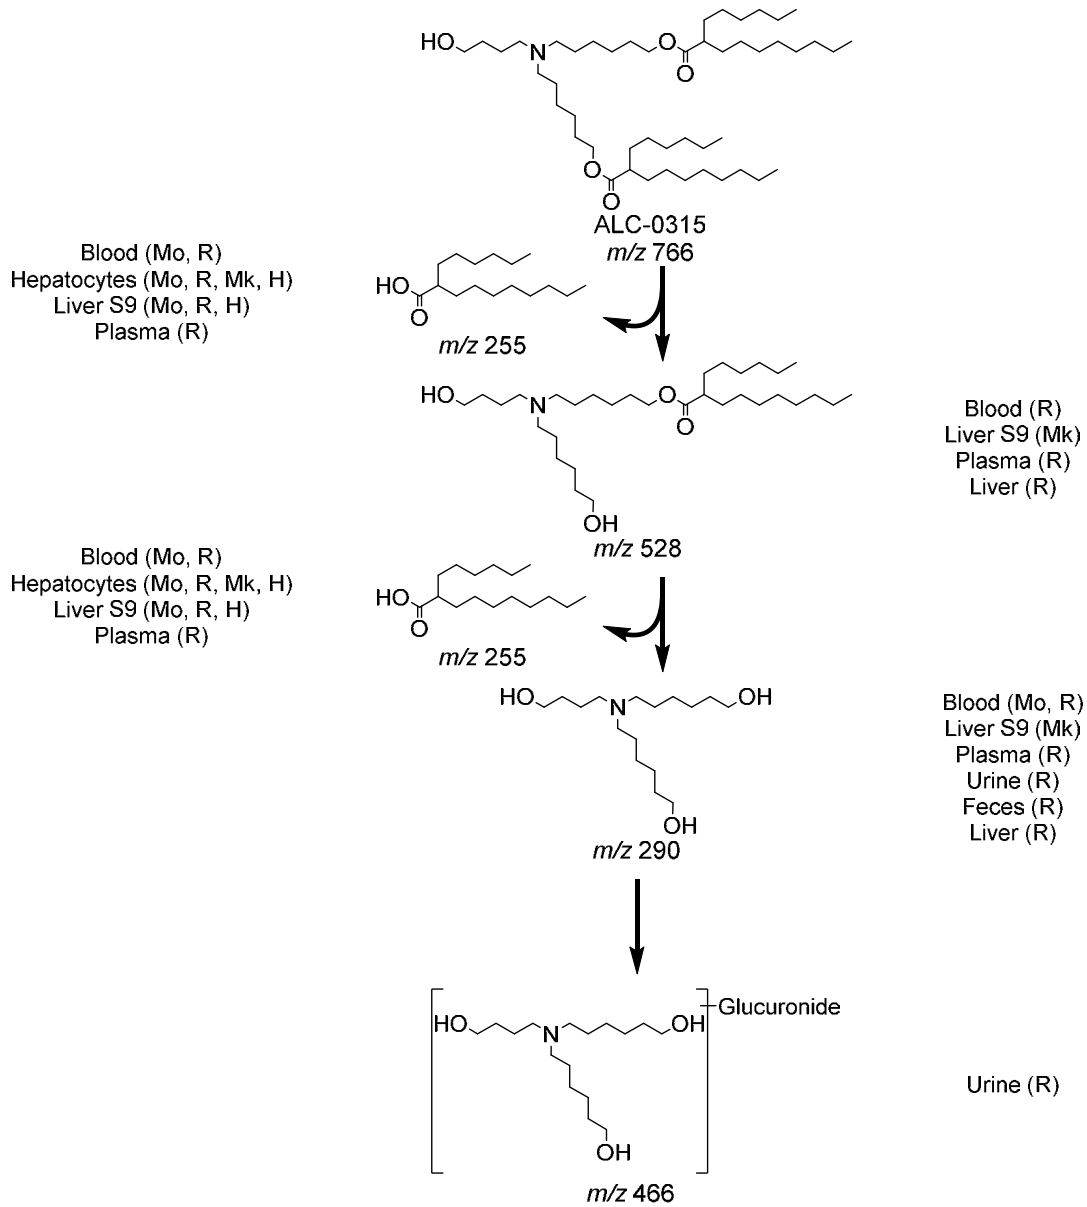 HO
N
O
O
O
O
ALC-0315
m/z 766
Blood (Mo, R)
Hepatocytes (Mo, R, Mk, H)
Liver S9 (Mo, R, H)
Plasma (R)
HO
O
m/z 255
HO
N
O
O
OH
m/z 528
Blood (R)
Liver S9 (Mk)
Plasma (R)
Liver (R)
Blood (Mo, R)
Hepatocytes (Mo, R, Mk, H)
Liver S9 (Mo, R, H)
Plasma (R)
HO
O
m/z 255
HO
N
OH
OH
m/z 290
Blood (Mo, R)
Liver S9 (Mk)
Plasma (R)
Urine (R)
Feces (R)
Liver (R)
Glucuronide
HO
N
OH
OH
m/z 466
Urine (R)